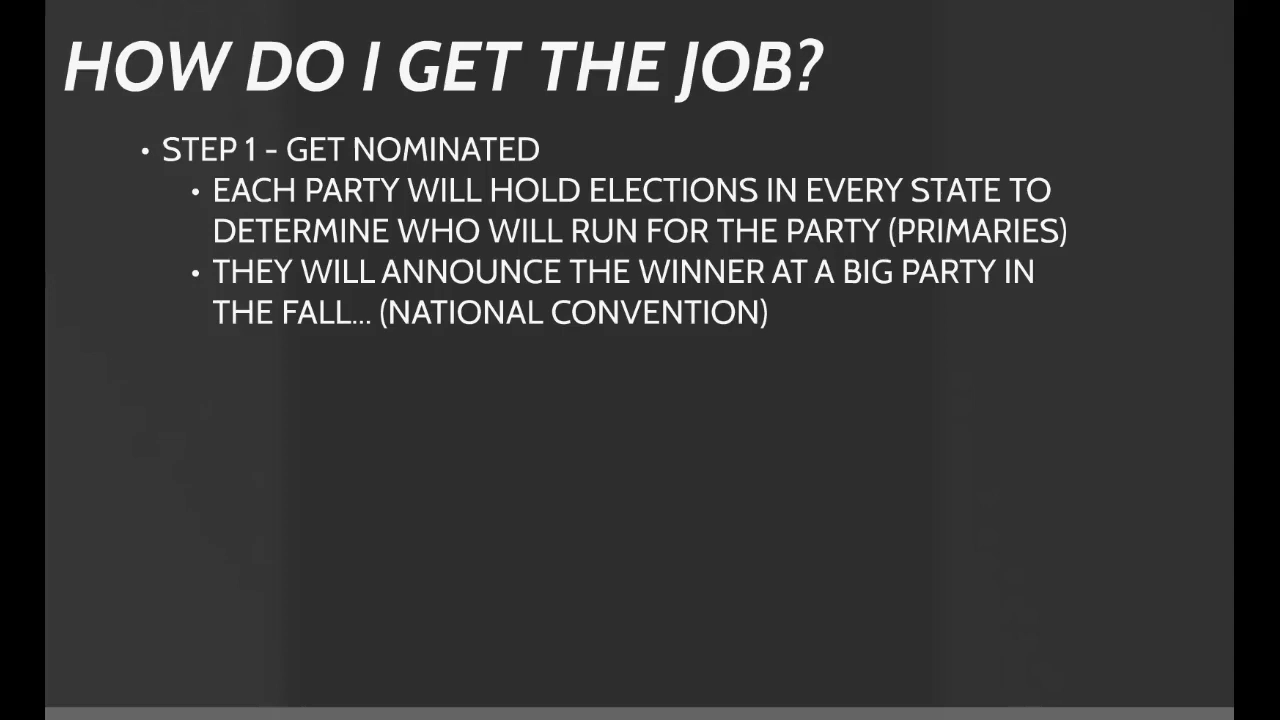 HOW DO I GET THE JOB?
• STEP 1 - GET NOMINATED
• EACH PARTY WILL HOLD ELECTIONS IN EVERY STATE TO
DETERMINE WHO WILL RUN FOR THE PARTY (PRIMARIES)
• THEY WILL ANNOUNCE THE WINNER AT A BIG PARTY IN
THE FALL... (NATIONAL CONVENTION)